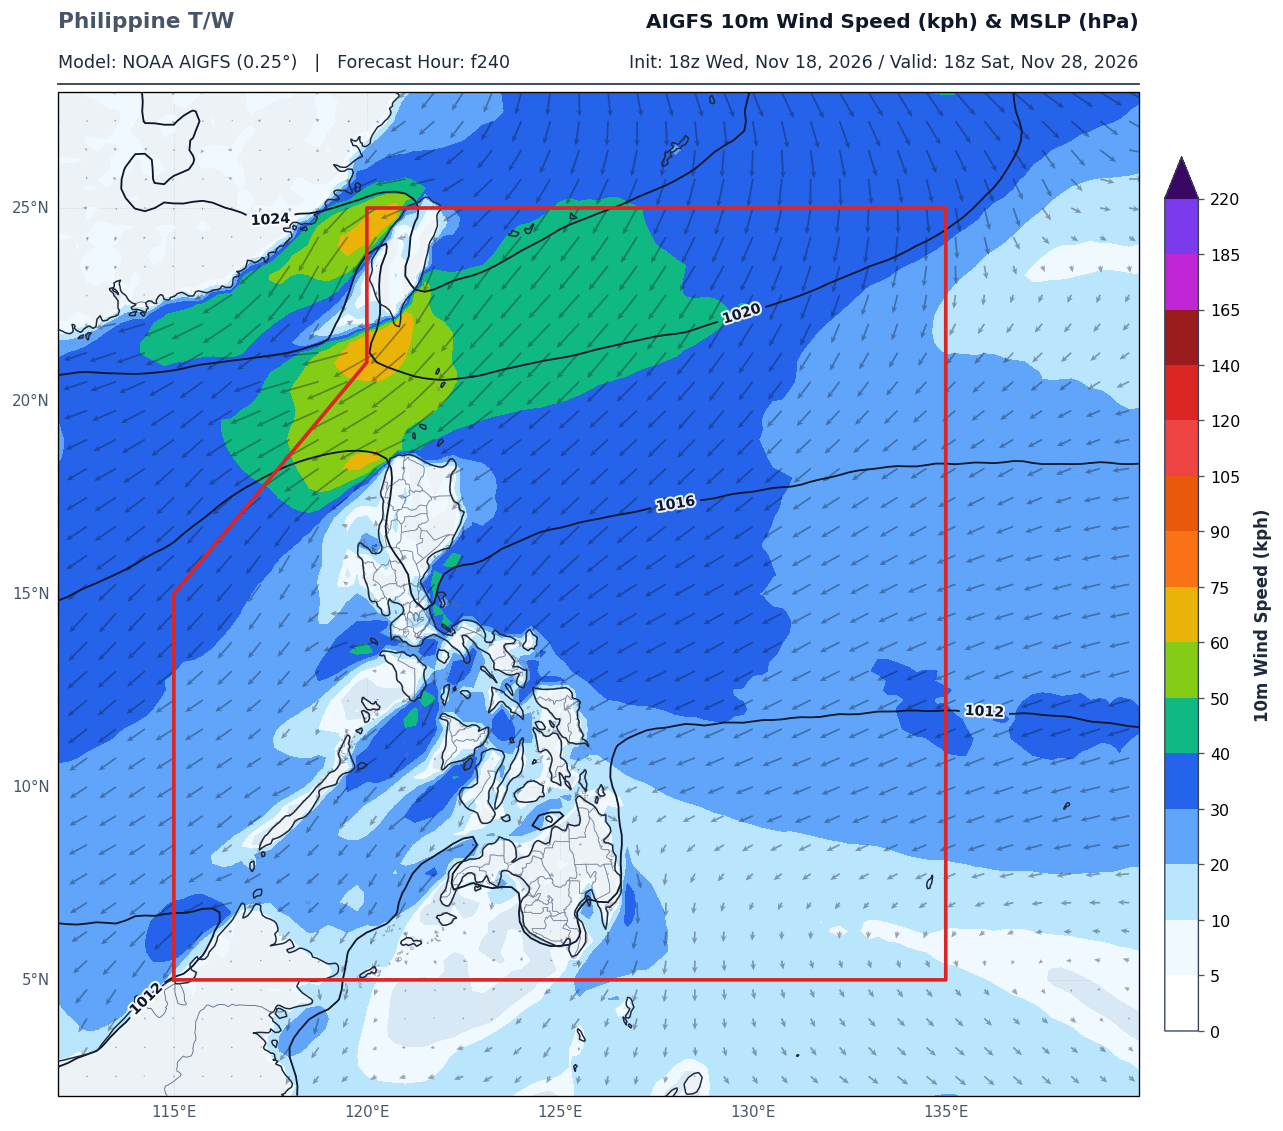 Philippine T/W
AIGFS 10m Wind Speed (kph) & MSLP (hPa)
Model: NOAA AIGFS (0.25°) | Forecast Hour: f240
Init: 18z Wed, Nov 18, 2026 / Valid: 18z Sat, Nov 28, 2026
25°N
20°N
15°N
10°N
5°N
115°E
120°E
125°E
130°E
135°E
1024
1020
1016
1012
1012
220
185
165
140
120
105
90
75
60
50
40
30
20
10
5
0
10m Wind Speed (kph)